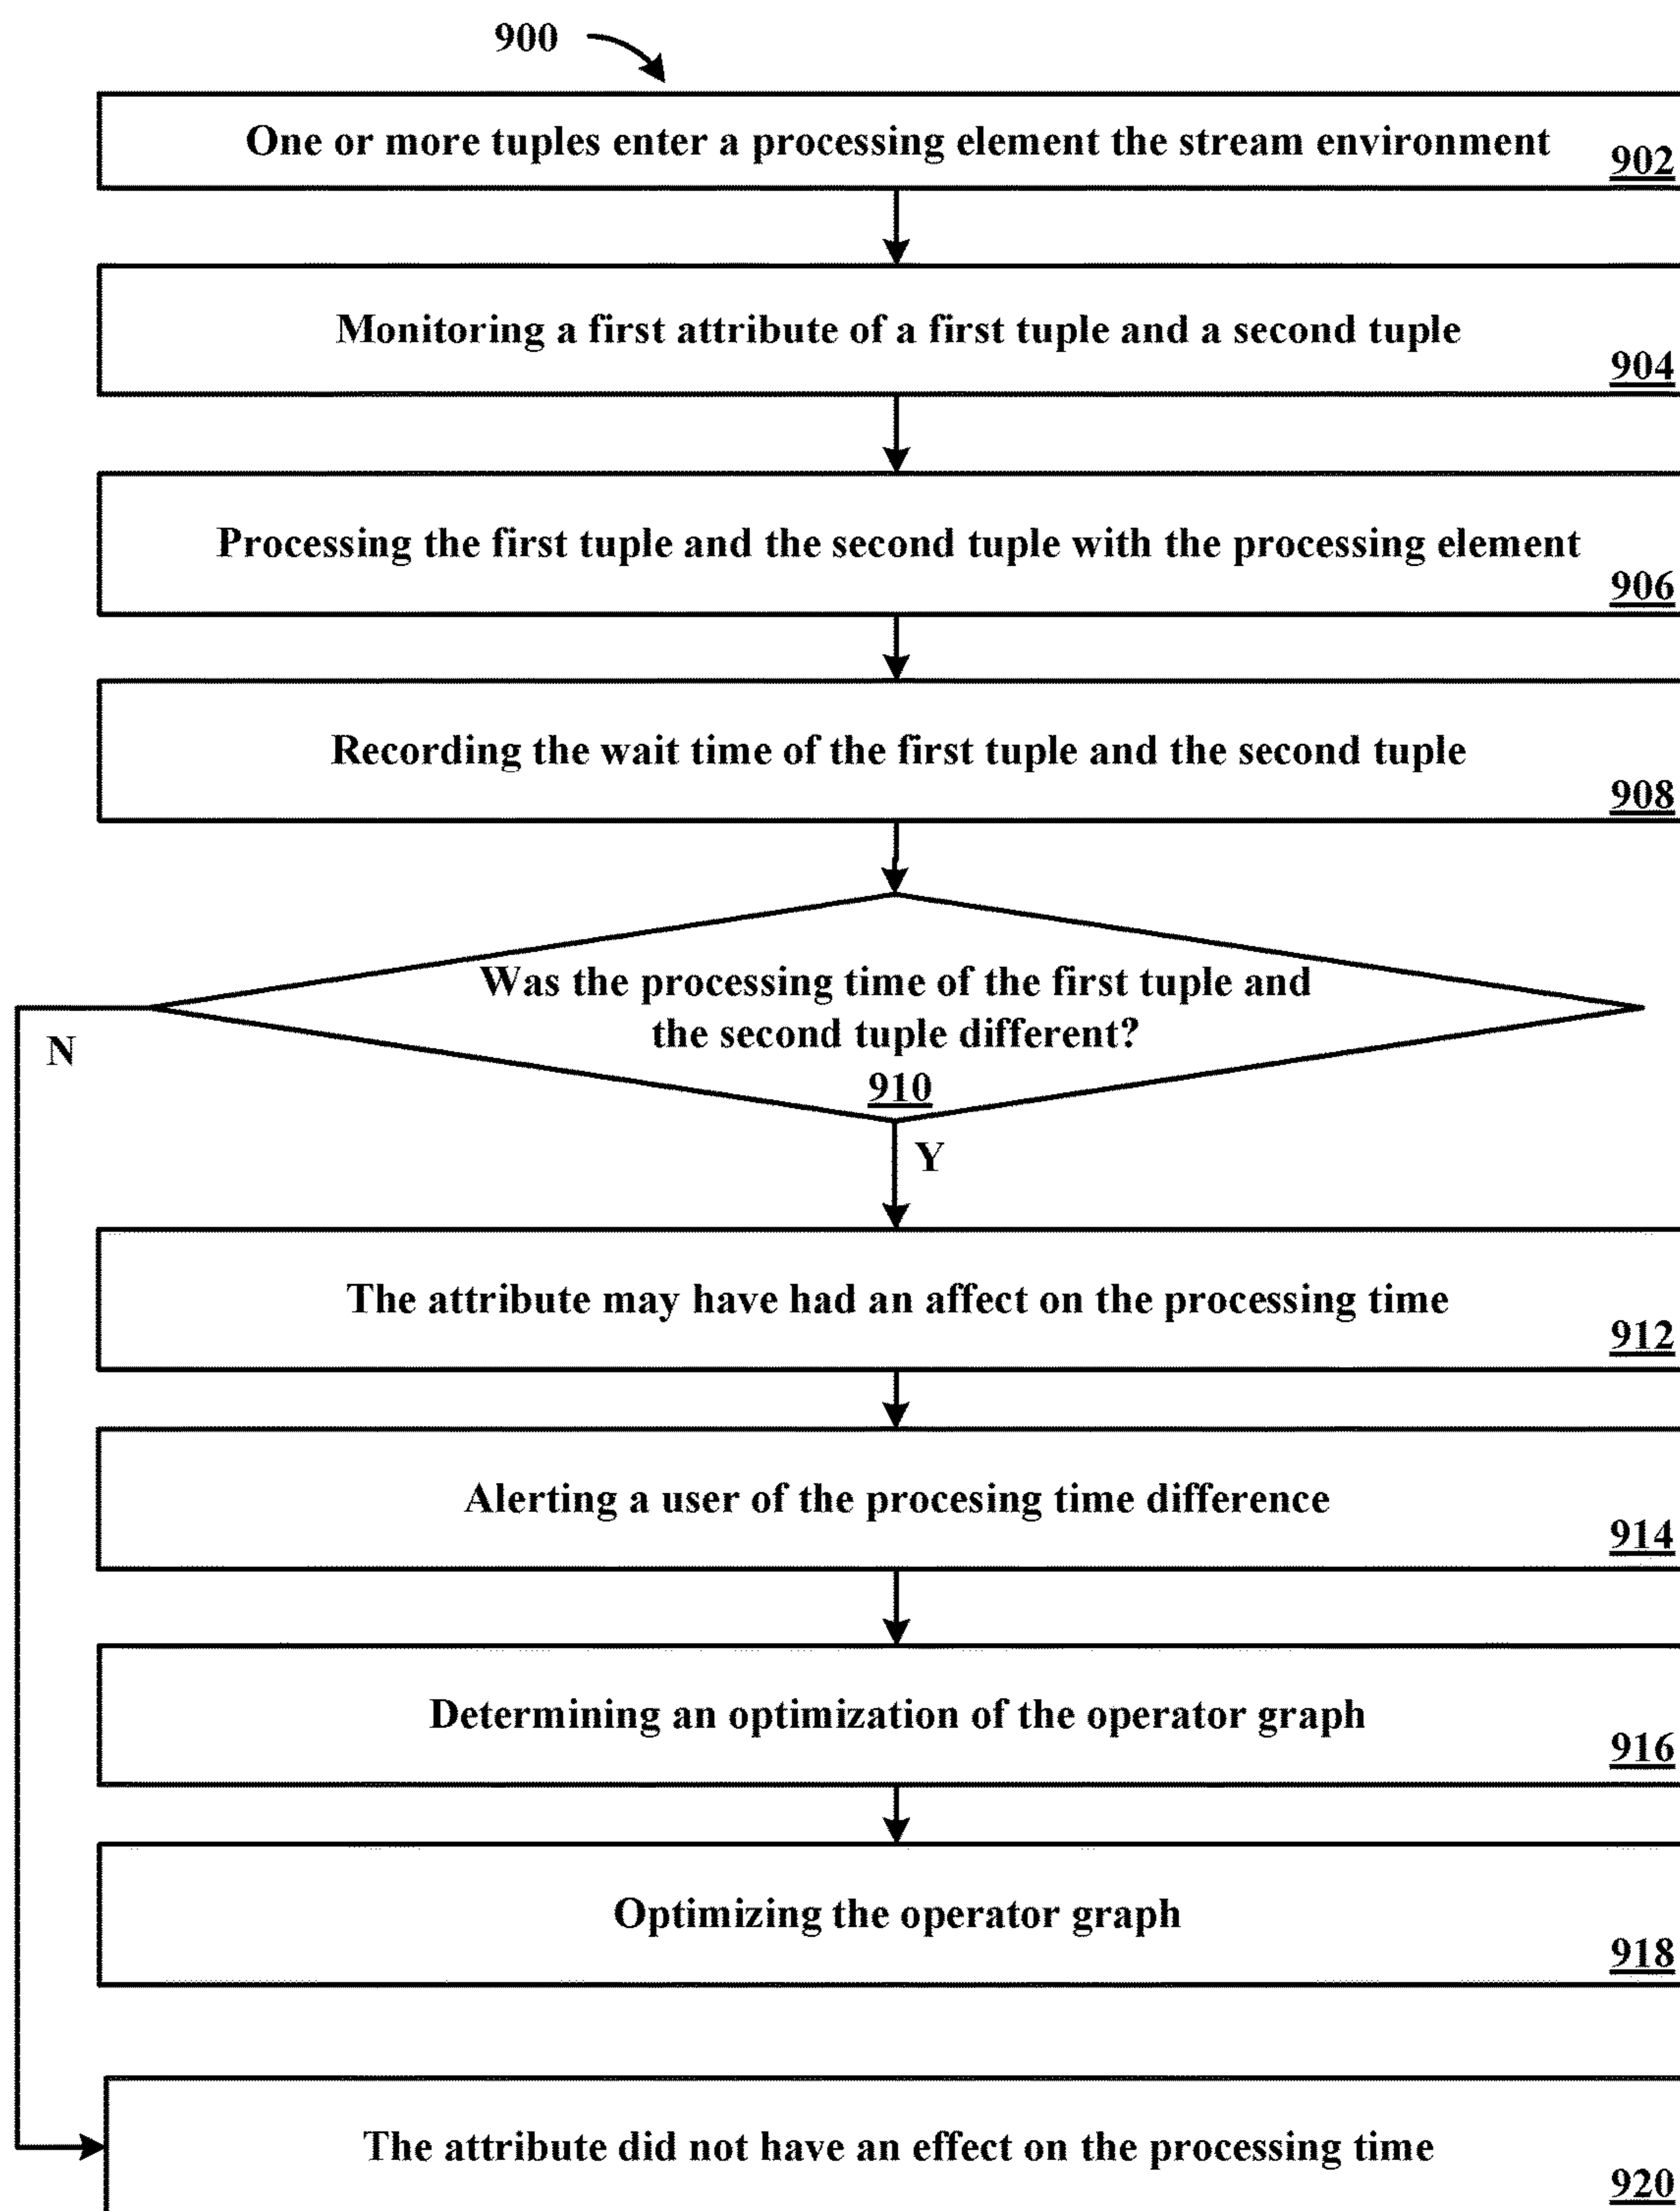 900
One or more tuples enter a processing element the stream environment
902
Monitoring a first attribute of a first tuple and a second tuple
904
Processing the first tuple and the second tuple with the processing element
906
Recording the wait time of the first tuple and the second tuple
908
Was the processing time of the first tuple and
the second tuple different?
910
N
Y
The attribute may have had an affect on the processing time
912
Alerting a user of the procesing time difference
914
Determining an optimization of the operator graph
916
Optimizing the operator graph
918
The attribute did not have an effect on the processing time
920